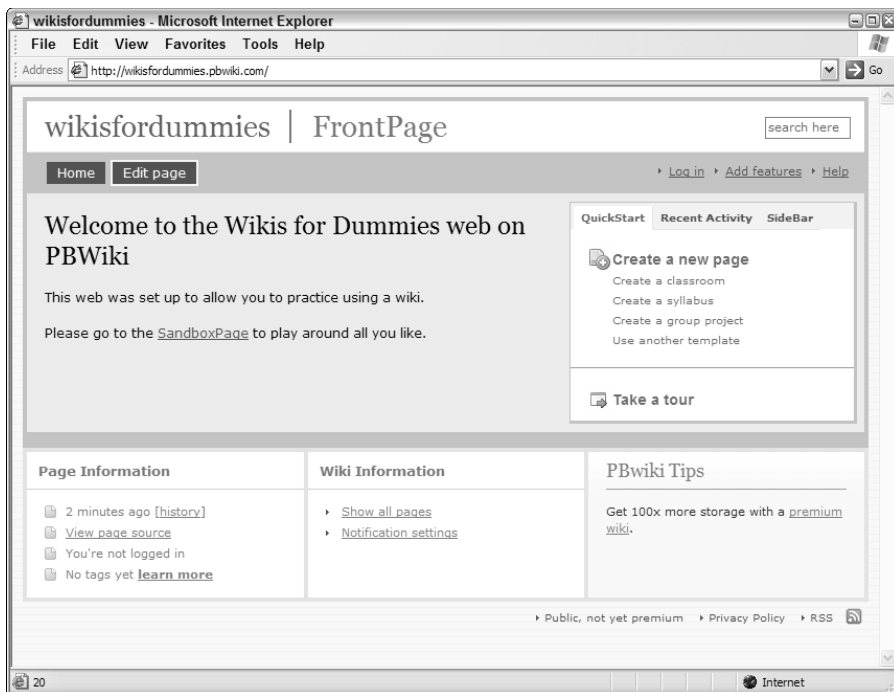 wikisfordummies - Microsoft Internet Explorer
File Edit View Favorites Tools Help
Address http://wikisfordummies.pbwiki.com/ Go
wikisfordummies | FrontPage search here
Home Edit page Log in Add features Help
Welcome to the Wikis for Dummies web on
PBWiki
This web was set up to allow you to practice using a wiki.
Please go to the SandboxPage to play around all you like.
QuickStart Recent Activity SideBar
Create a new page
Create a classroom
Create a syllabus
Create a group project
Use another template
Take a tour
Page Information
2 minutes ago [history]
View page source
You're not logged in
No tags yet learn more
Wiki Information
Show all pages
Notification settings
PBwiki Tips
Get 100x more storage with a premium
wiki.
Public, not yet premium Privacy Policy RSS
20 Internet